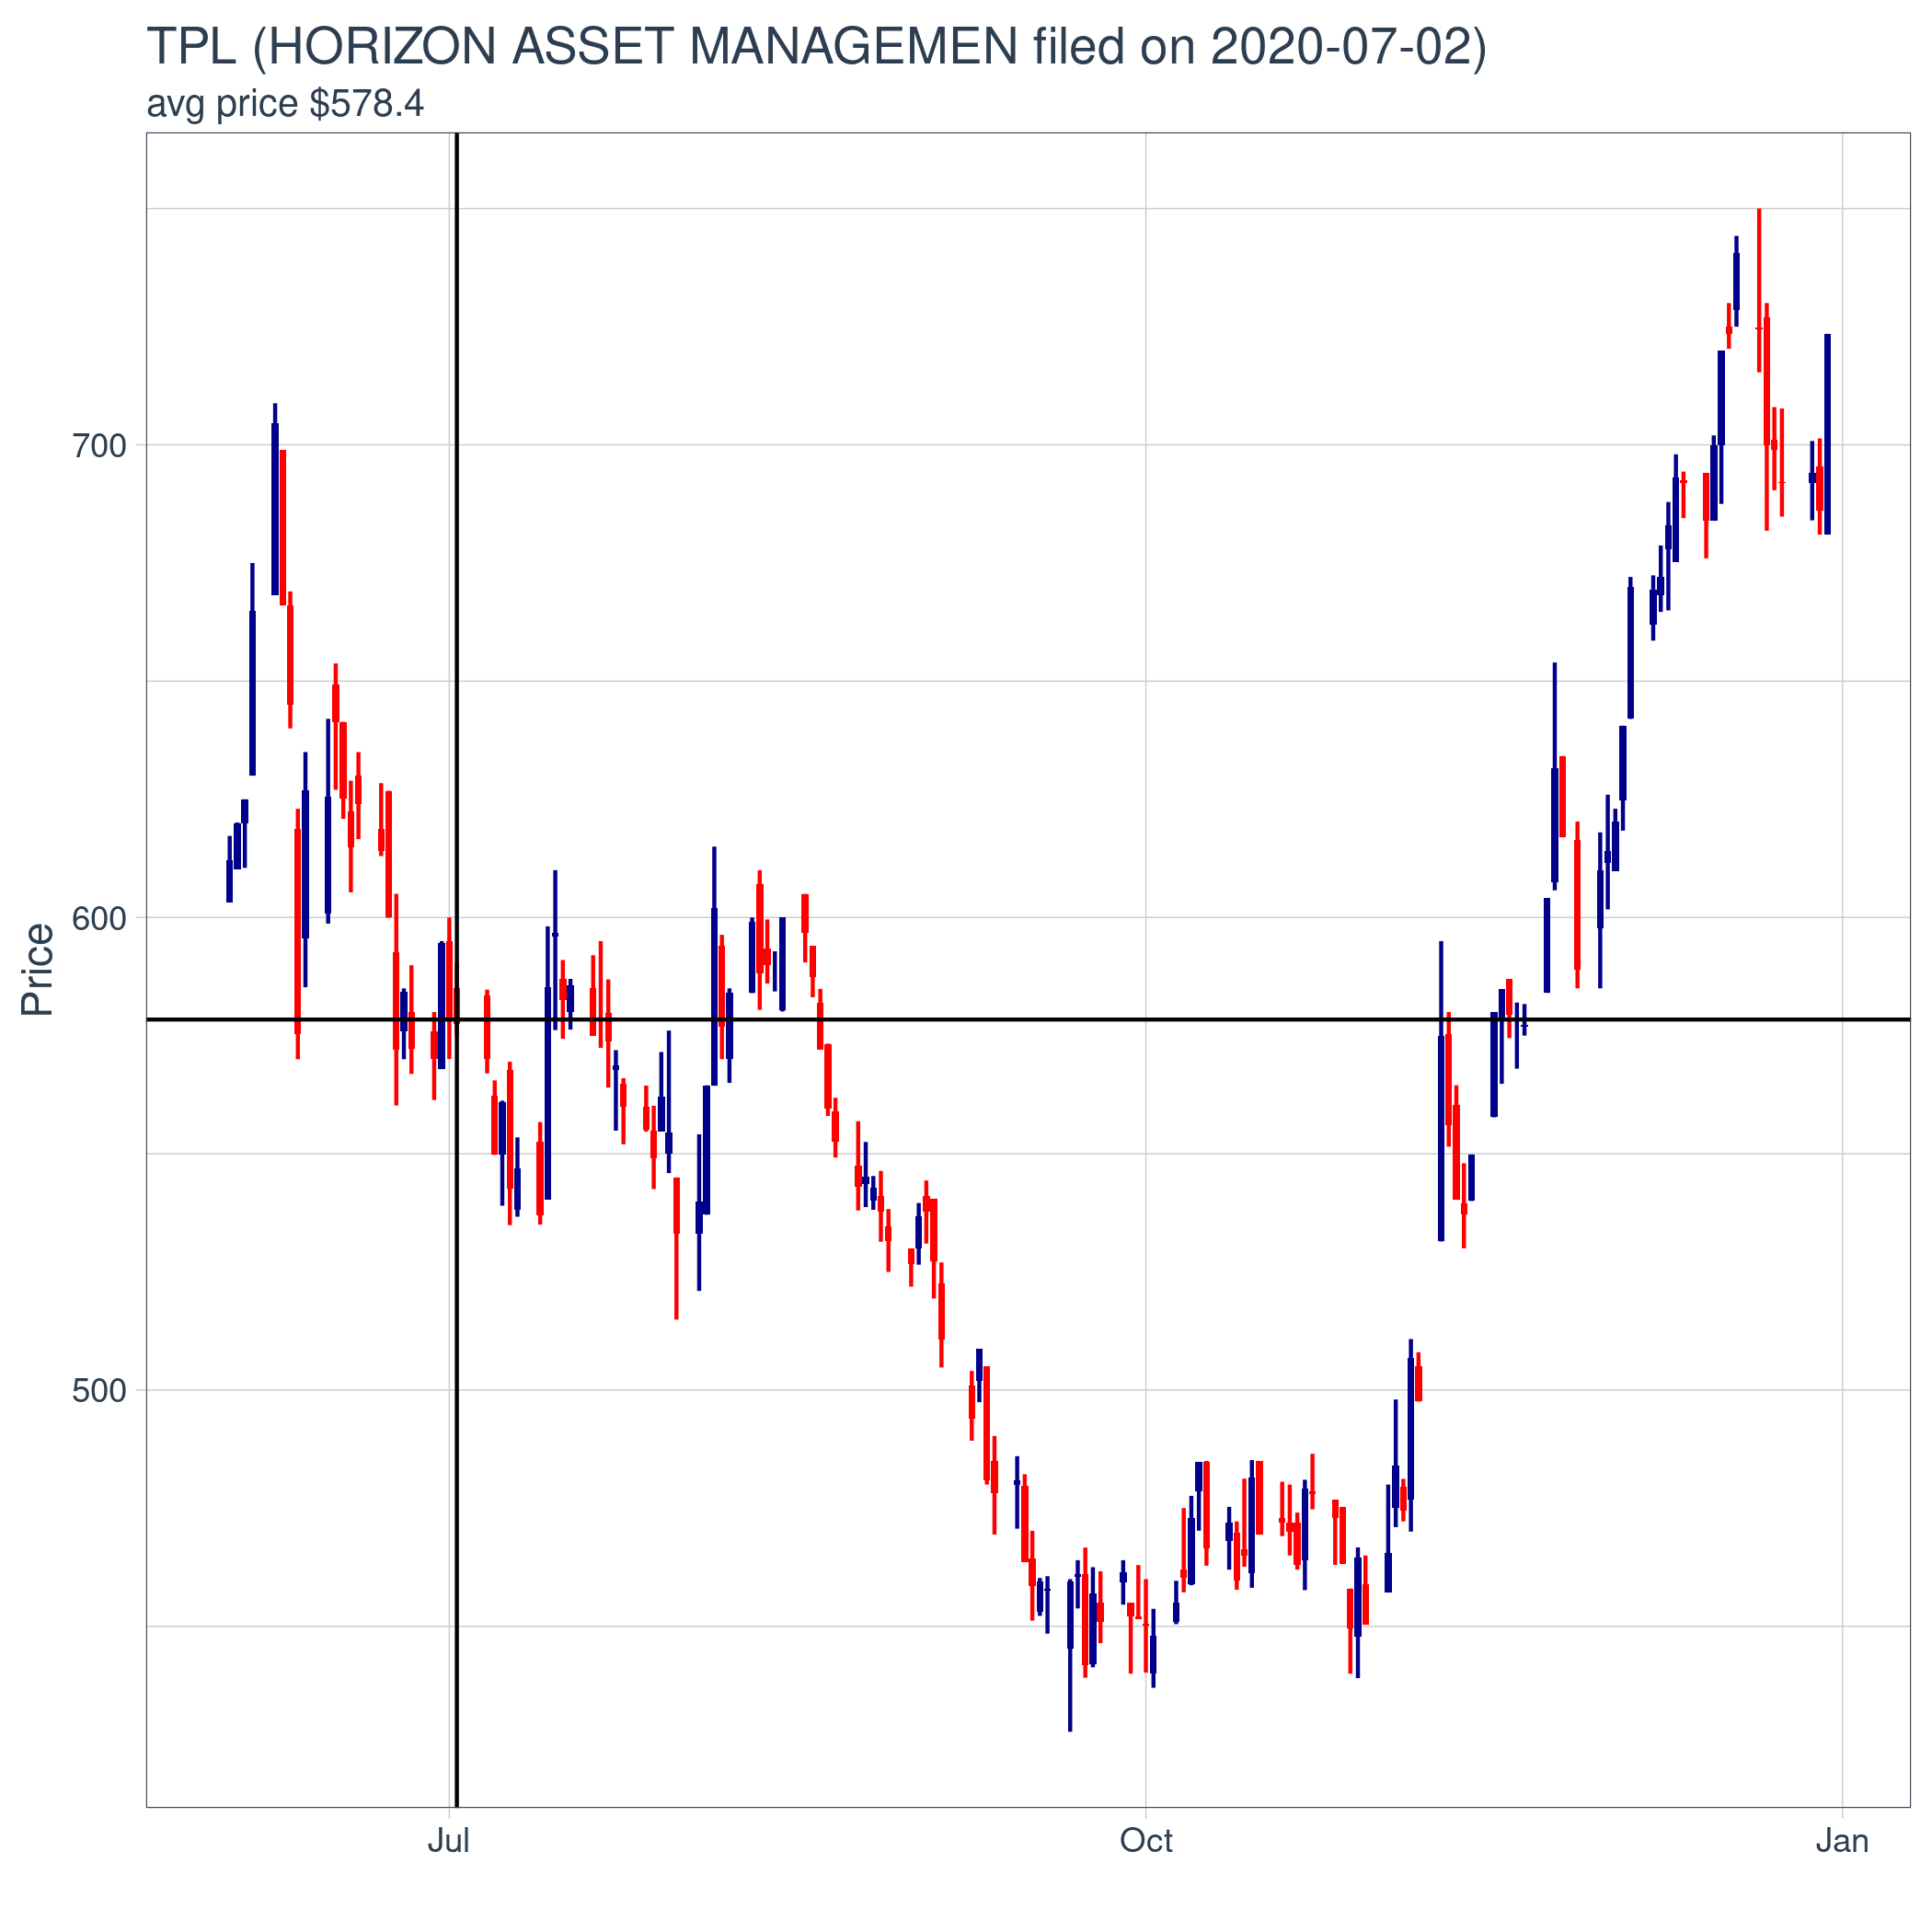 TPL (HORIZON ASSET MANAGEMEN filed on 2020-07-02)
avg price $578.4
700
600
500
Price
Jul
Oct
Jan